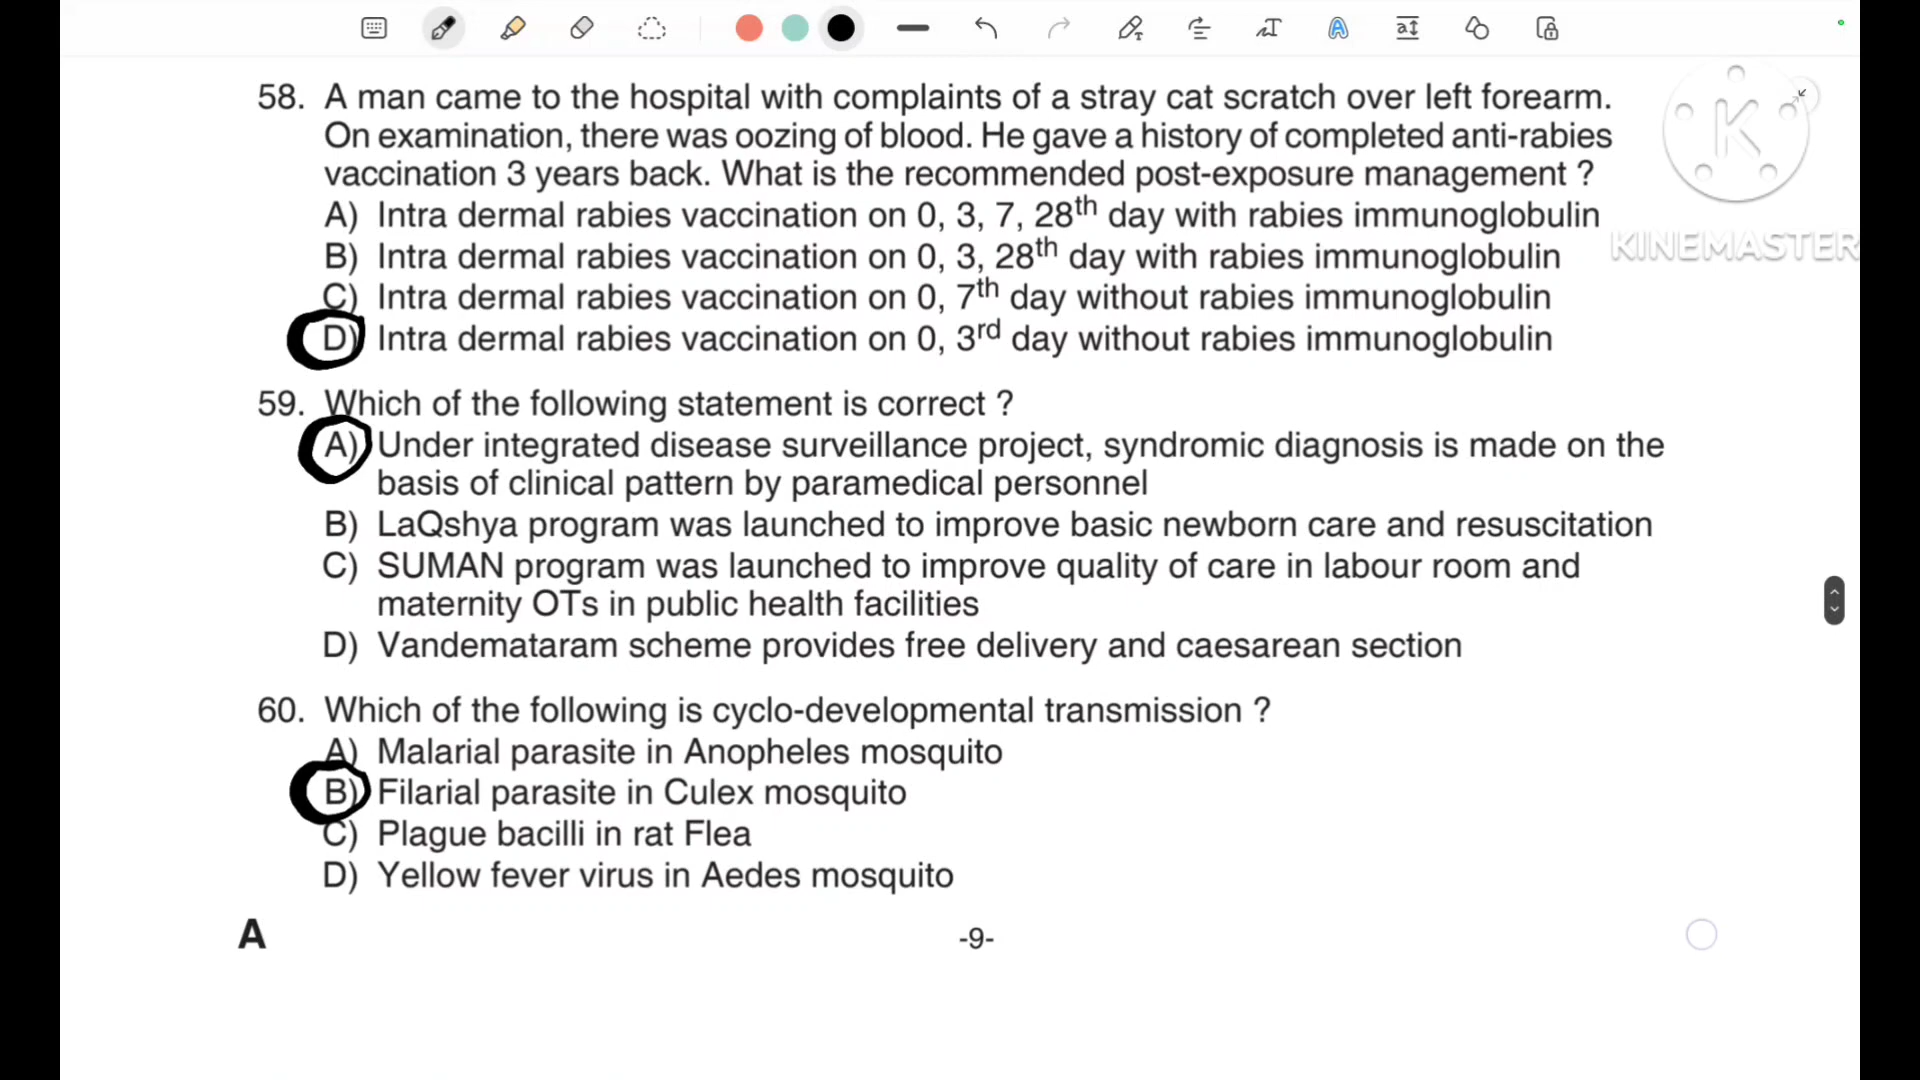 58. A man came to the hospital with complaints of a stray cat scratch over left forearm.
On examination, there was oozing of blood. He gave a history of completed anti-rabies
vaccination 3 years back. What is the recommended post-exposure management ?
A) Intra dermal rabies vaccination on 0, 3, 7, 28th day with rabies immunoglobulin
B) Intra dermal rabies vaccination on 0, 3, 28th day with rabies immunoglobulin
C) Intra dermal rabies vaccination on 0, 7th day without rabies immunoglobulin
D) Intra dermal rabies vaccination on 0, 3rd day without rabies immunoglobulin
K
KINEMASTER
59. Which of the following statement is correct ?
A) Under integrated disease surveillance project, syndromic diagnosis is made on the
basis of clinical pattern by paramedical personnel
B) LaQshya program was launched to improve basic newborn care and resuscitation
C) SUMAN program was launched to improve quality of care in labour room and
maternity OTs in public health facilities
D) Vandemataram scheme provides free delivery and caesarean section
60. Which of the following is cyclo-developmental transmission ?
A) Malarial parasite in Anopheles mosquito
B) Filarial parasite in Culex mosquito
C) Plague bacilli in rat Flea
D) Yellow fever virus in Aedes mosquito
A
-9-